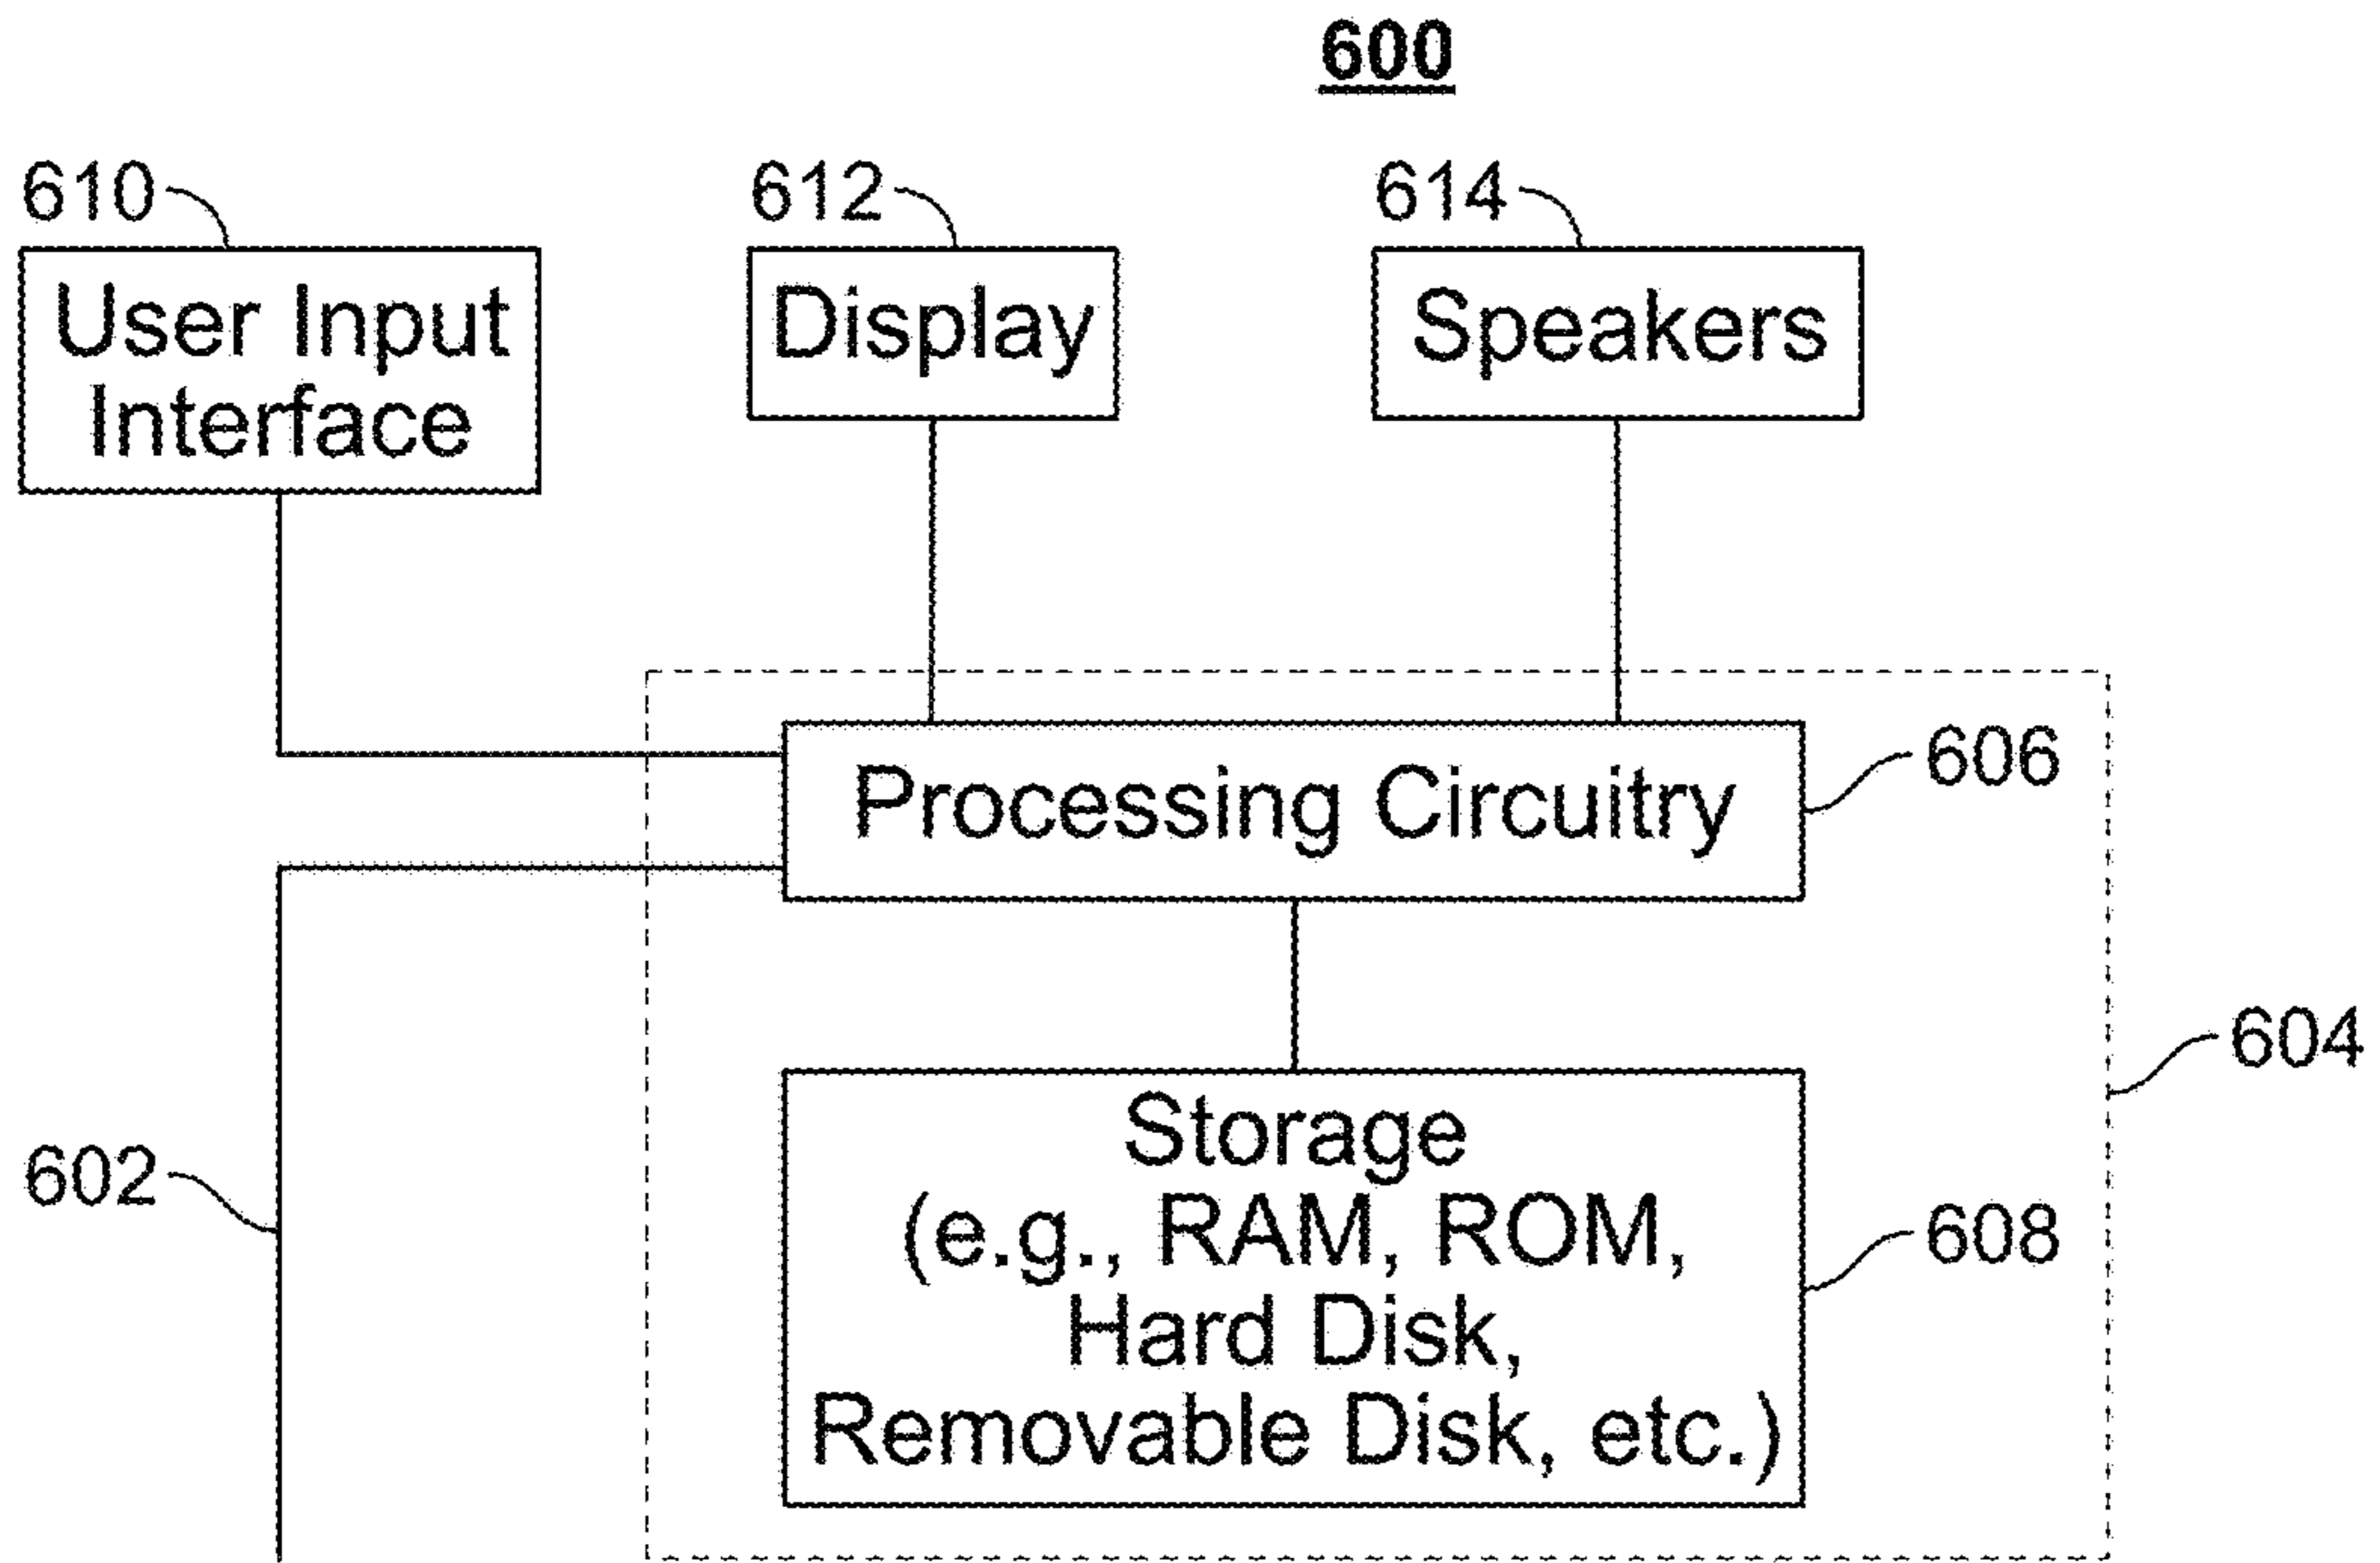 600
610
612
614
User Input
Interface
Display
Speakers
Processing Circuitry
606
604
602
Storage
(e.g., RAM, ROM,
Hard Disk,
Removable Disk, etc.)
608